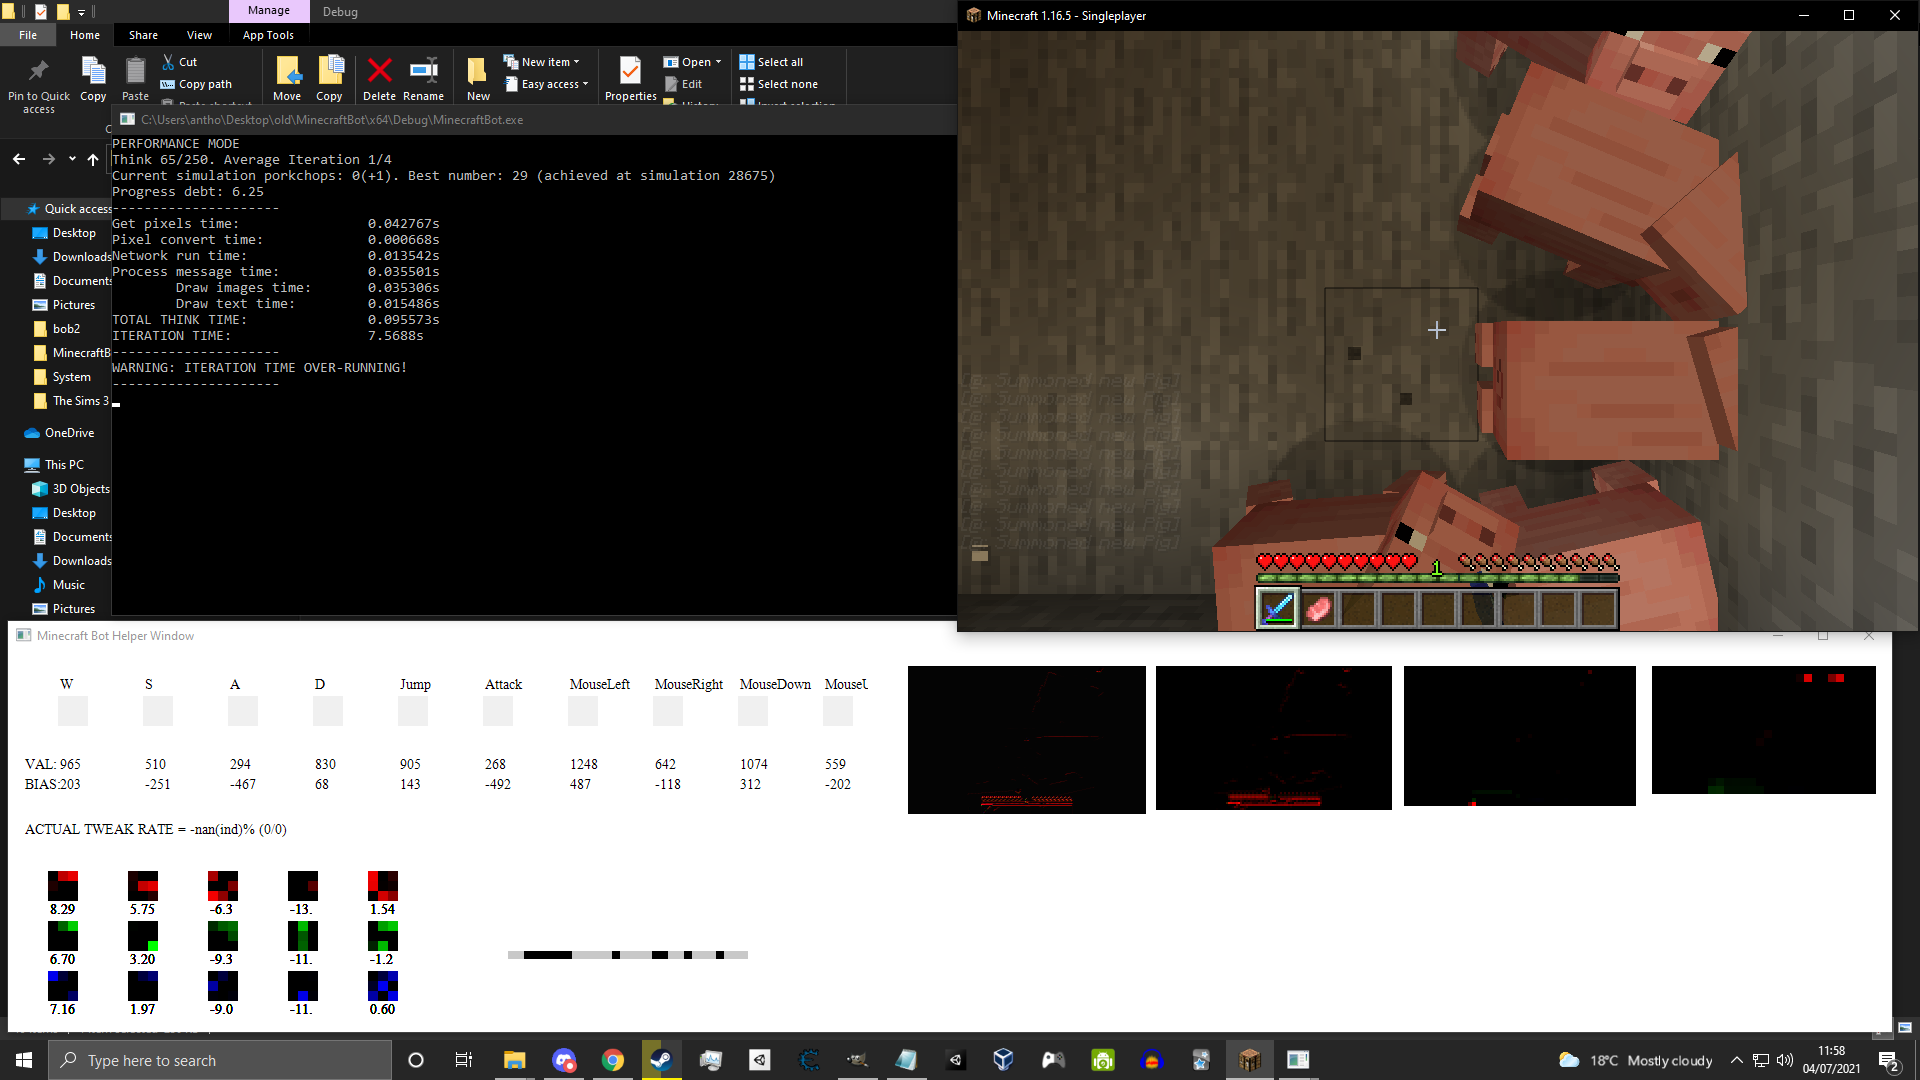 Manage
Debug
File
Home
Share
View
App Tools
Pin to Quick access
Copy
Paste
Cut
Copy path
Paste shortcut
Move
Copy
Delete
Rename
New
New item
Easy access
Properties
Open
Edit
History
Select all
Select none
Invert selection
C:\Users\antho\Desktop\old\MinecraftBot\x64\Debug\MinecraftBot.exe
PERFORMANCE MODE
Think 65/250. Average Iteration 1/4
Current simulation porkchops: 0(+1). Best number: 29 (achieved at simulation 28675)
Progress debt: 6.25
---------------------
Get pixels time: 0.042767s
Pixel convert time: 0.000668s
Network run time: 0.013542s
Process message time: 0.035501s
Draw images time: 0.035306s
Draw text time: 0.015486s
TOTAL THINK TIME: 0.095573s
ITERATION TIME: 7.5688s
---------------------
WARNING: ITERATION TIME OVER-RUNNING!
---------------------
Quick access
Desktop
Downloads
Documents
Pictures
bob2
MinecraftB
System
The Sims 3
OneDrive
This PC
3D Objects
Desktop
Documents
Downloads
Music
Pictures
Minecraft 1.16.5 - Singleplayer
[@: Summoned new Pig]
[@: Summoned new Pig]
[@: Summoned new Pig]
[@: Summoned new Pig]
[@: Summoned new Pig]
[@: Summoned new Pig]
[@: Summoned new Pig]
[@: Summoned new Pig]
[@: Summoned new Pig]
[@: Summoned new Pig]
1
Minecraft Bot Helper Window
W S A D Jump Attack MouseLeft MouseRight MouseDown MouseU
VAL: 965 510 294 830 905 268 1248 642 1074 559
BIAS:203 -251 -467 68 143 -492 487 -118 312 -202
ACTUAL TWEAK RATE = -nan(ind)% (0/0)
8.29 5.75 -6.3 -13. 1.54
6.70 3.20 -9.3 -11. -1.2
7.16 1.97 -9.0 -11. 0.60
Type here to search
18°C Mostly cloudy
11:58
04/07/2021
2